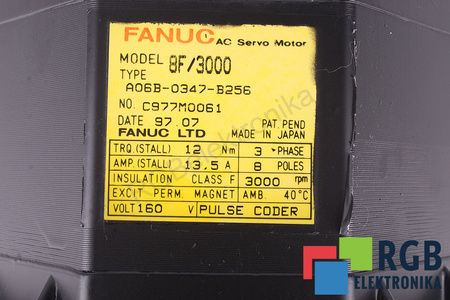 FANUC AC Servo Motor
MODEL 8F/3000
TYPE
A06B-0347-B256
NO. C977M0061
DATE 97.07 PAT. PEND
FANUC LTD MADE IN JAPAN
TRQ.(STALL) 12 Nm 3 PHASE
AMP.(STALL) 13,5 A 8 POLES
INSULATION CLASS F 3000 rpm
EXCIT PERM. MAGNET AMB. 40°C
VOLT 160 V PULSE CODER
RGB
ELEKTRONIKA